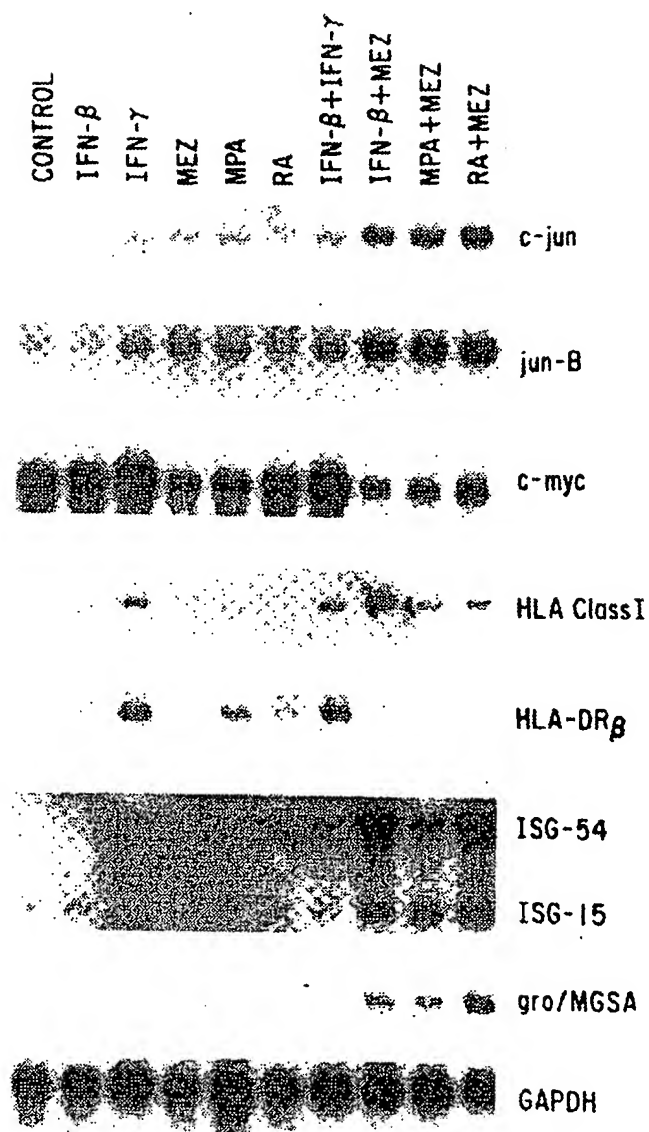 CONTROL
IFN-β
IFN-γ
MEZ
MPA
RA
IFN-β+IFN-γ
IFN-β+MEZ
MPA+MEZ
RA+MEZ
c-jun
jun-B
c-myc
HLA Class I
HLA-DRβ
ISG-54
ISG-15
gro/MGSA
GAPDH